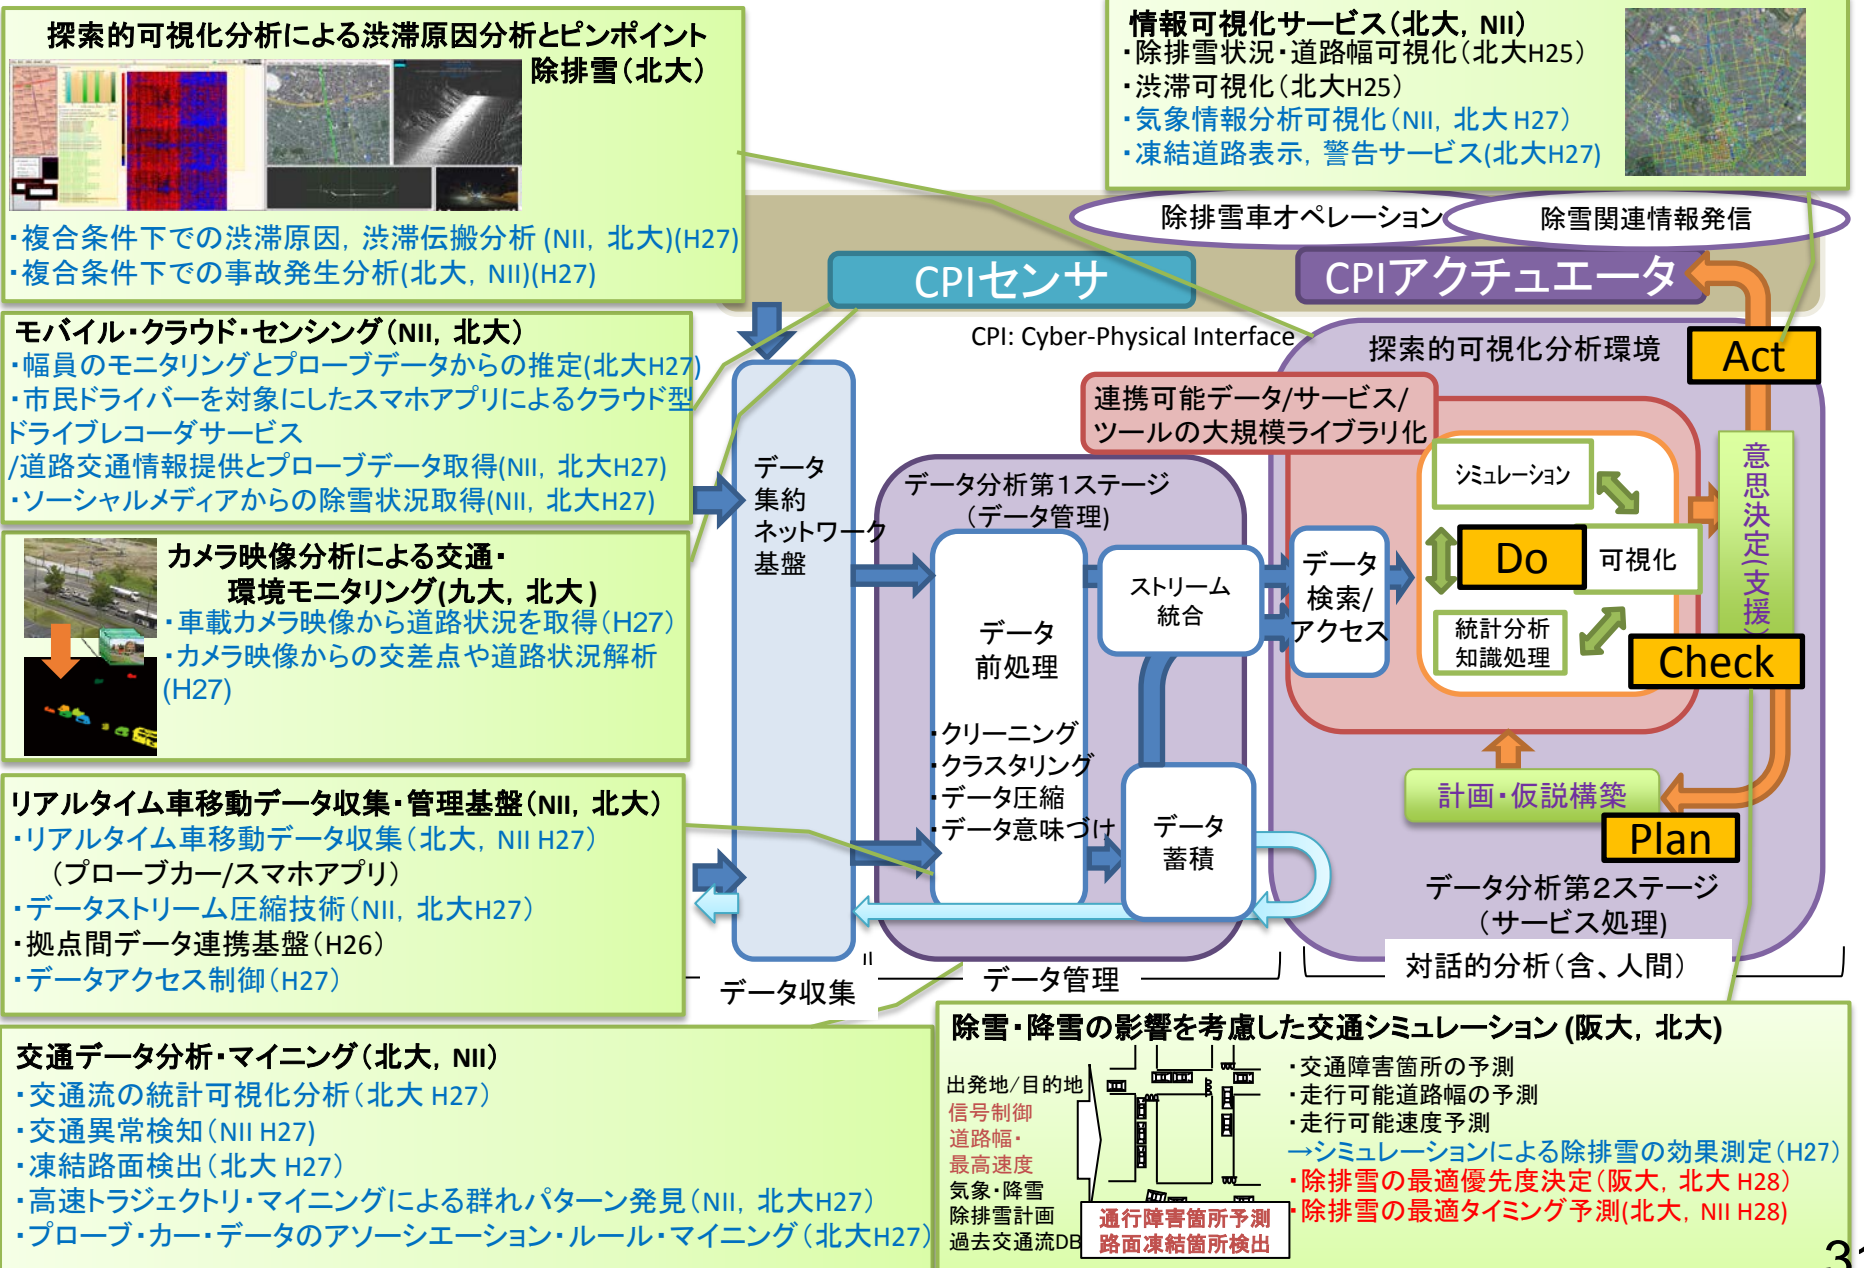 探索的可視化分析による渋滞原因分析とピンポイント
除排雪(北大)
・複合条件下での渋滞原因, 渋滞伝搬分析 (NII, 北大)(H27)
・複合条件下での事故発生分析(北大, NII)(H27)
情報可視化サービス(北大, NII)
・除排雪状況・道路幅可視化(北大H25)
・渋滞可視化(北大H25)
・気象情報分析可視化(NII, 北大 H27)
・凍結道路表示, 警告サービス(北大H27)
除排雪車オペレーション
除雪関連情報発信
CPIセンサ
CPIアクチュエータ
CPI: Cyber-Physical Interface
モバイル・クラウド・センシング(NII, 北大)
・幅員のモニタリングとプローブデータからの推定(北大H27)
・市民ドライバーを対象にしたスマホアプリによるクラウド型
ドライブレコーダサービス
/道路交通情報提供とプローブデータ取得(NII, 北大H27)
・ソーシャルメディアからの除雪状況取得(NII, 北大H27)
カメラ映像分析による交通・
環境モニタリング(九大, 北大)
・車載カメラ映像から道路状況を取得(H27)
・カメラ映像からの交差点や道路状況解析
(H27)
リアルタイム車移動データ収集・管理基盤(NII, 北大)
・リアルタイム車移動データ収集(北大, NII H27)
(プローブカー/スマホアプリ)
・データストリーム圧縮技術(NII, 北大H27)
・拠点間データ連携基盤(H26)
・データアクセス制御(H27)
交通データ分析・マイニング(北大, NII)
・交通流の統計可視化分析(北大 H27)
・交通異常検知(NII H27)
・凍結路面検出(北大 H27)
・高速トラジェクトリ・マイニングによる群れパターン発見(NII, 北大H27)
・プローブ・カー・データのアソーシエーション・ルール・マイニング(北大H27)
データ
集約
ネットワーク
基盤
データ分析第1ステージ
(データ管理)
データ
前処理
・クリーニング
・クラスタリング
・データ圧縮
・データ意味づけ
ストリーム
統合
データ
蓄積
探索的可視化分析環境
連携可能データ/サービス/
ツールの大規模ライブラリ化
データ
検索/
アクセス
シミュレーション
Do
可視化
統計分析
知識処理
Act
意思決定(支援)
Check
計画・仮説構築
Plan
データ分析第2ステージ
(サービス処理)
データ収集
データ管理
対話的分析(含、人間)
除雪・降雪の影響を考慮した交通シミュレーション (阪大, 北大)
出発地/目的地
信号制御
道路幅・
最高速度
気象・降雪
除排雪計画
過去交通流DB
通行障害箇所予測
路面凍結箇所検出
・交通障害箇所の予測
・走行可能道路幅の予測
・走行可能速度予測
→シミュレーションによる除排雪の効果測定(H27)
・除排雪の最適優先度決定(阪大, 北大 H28)
・除排雪の最適タイミング予測(北大, NII H28)